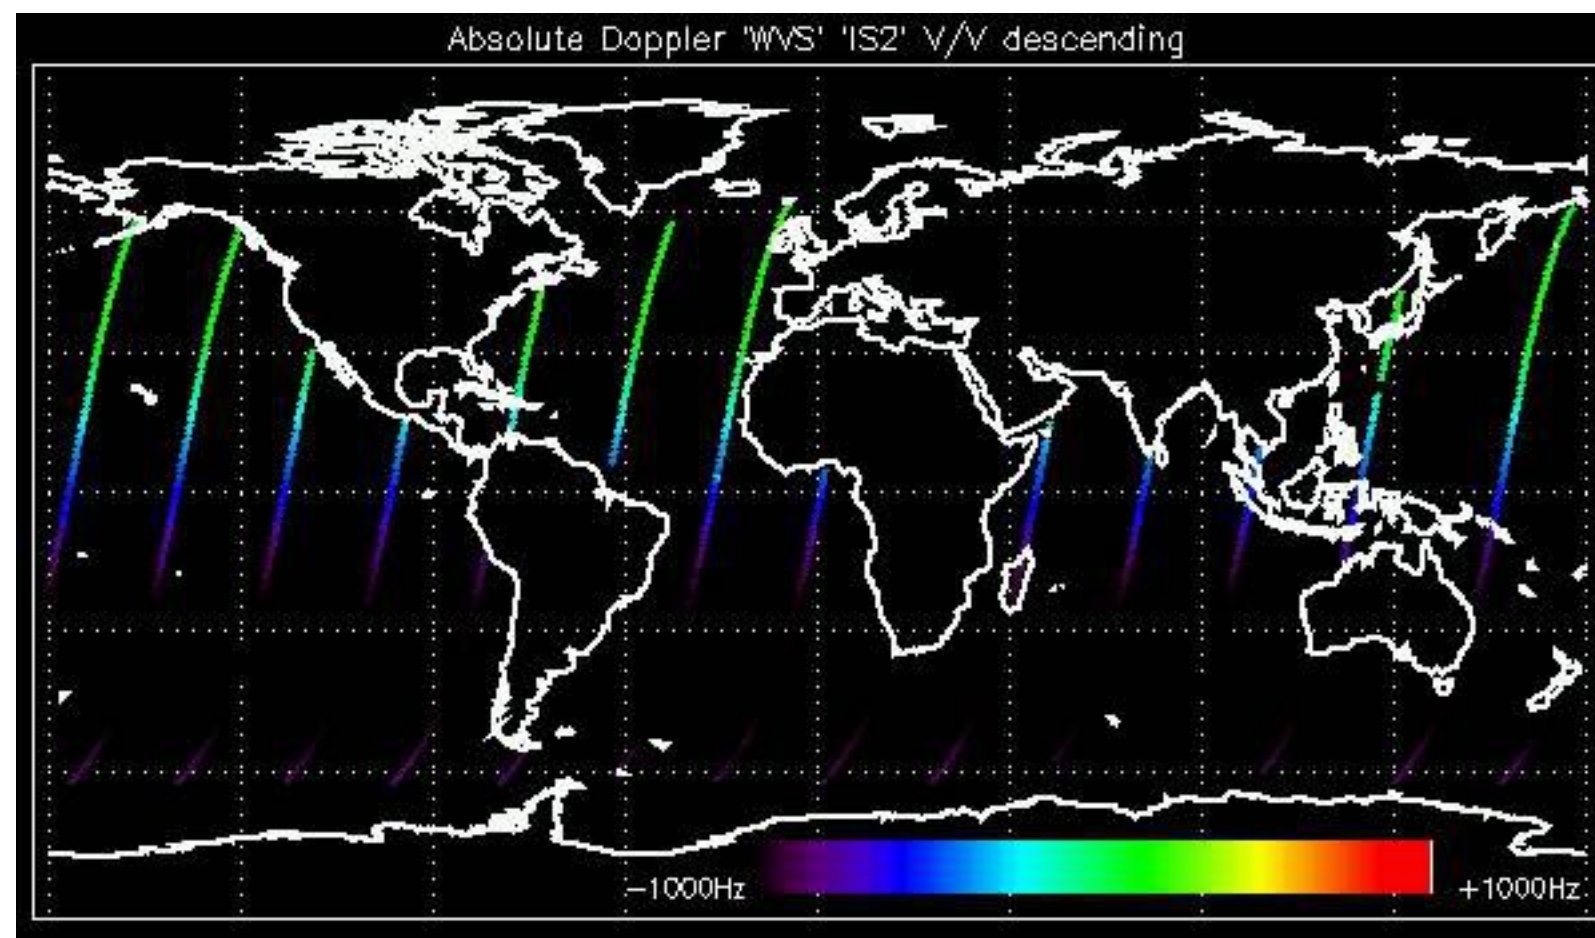 Absolute Doppler 'WVS' 'IS2' V/V descending
-1000Hz +1000Hz